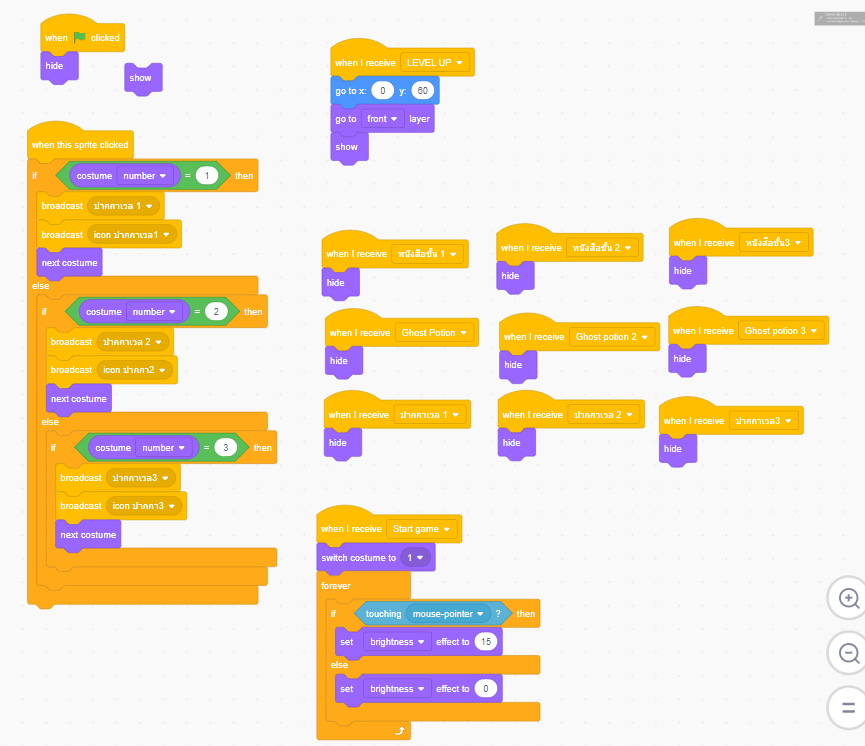 when clicked
hide
show
when this sprite clicked
if costume number = 1 then
broadcast ปากกาเวล 1
broadcast icon ปากกาเวล1
next costume
else
if costume number = 2 then
broadcast ปากกาเวล 2
broadcast icon ปากกา2
next costume
else
if costume number = 3 then
broadcast ปากกาเวล3
broadcast icon ปากกา3
next costume
when I receive LEVEL UP
go to x: 0 y: 60
go to front layer
show
when I receive หนังสือชั้น 1
hide
when I receive หนังสือชั้น 2
hide
when I receive หนังสือชั้น3
hide
when I receive Ghost Potion
hide
when I receive Ghost potion 2
hide
when I receive Ghost potion 3
hide
when I receive ปากกาเวล 1
hide
when I receive ปากกาเวล 2
hide
when I receive ปากกาเวล3
hide
when I receive Start game
switch costume to 1
forever
if touching mouse-pointer ? then
set brightness effect to 15
else
set brightness effect to 0